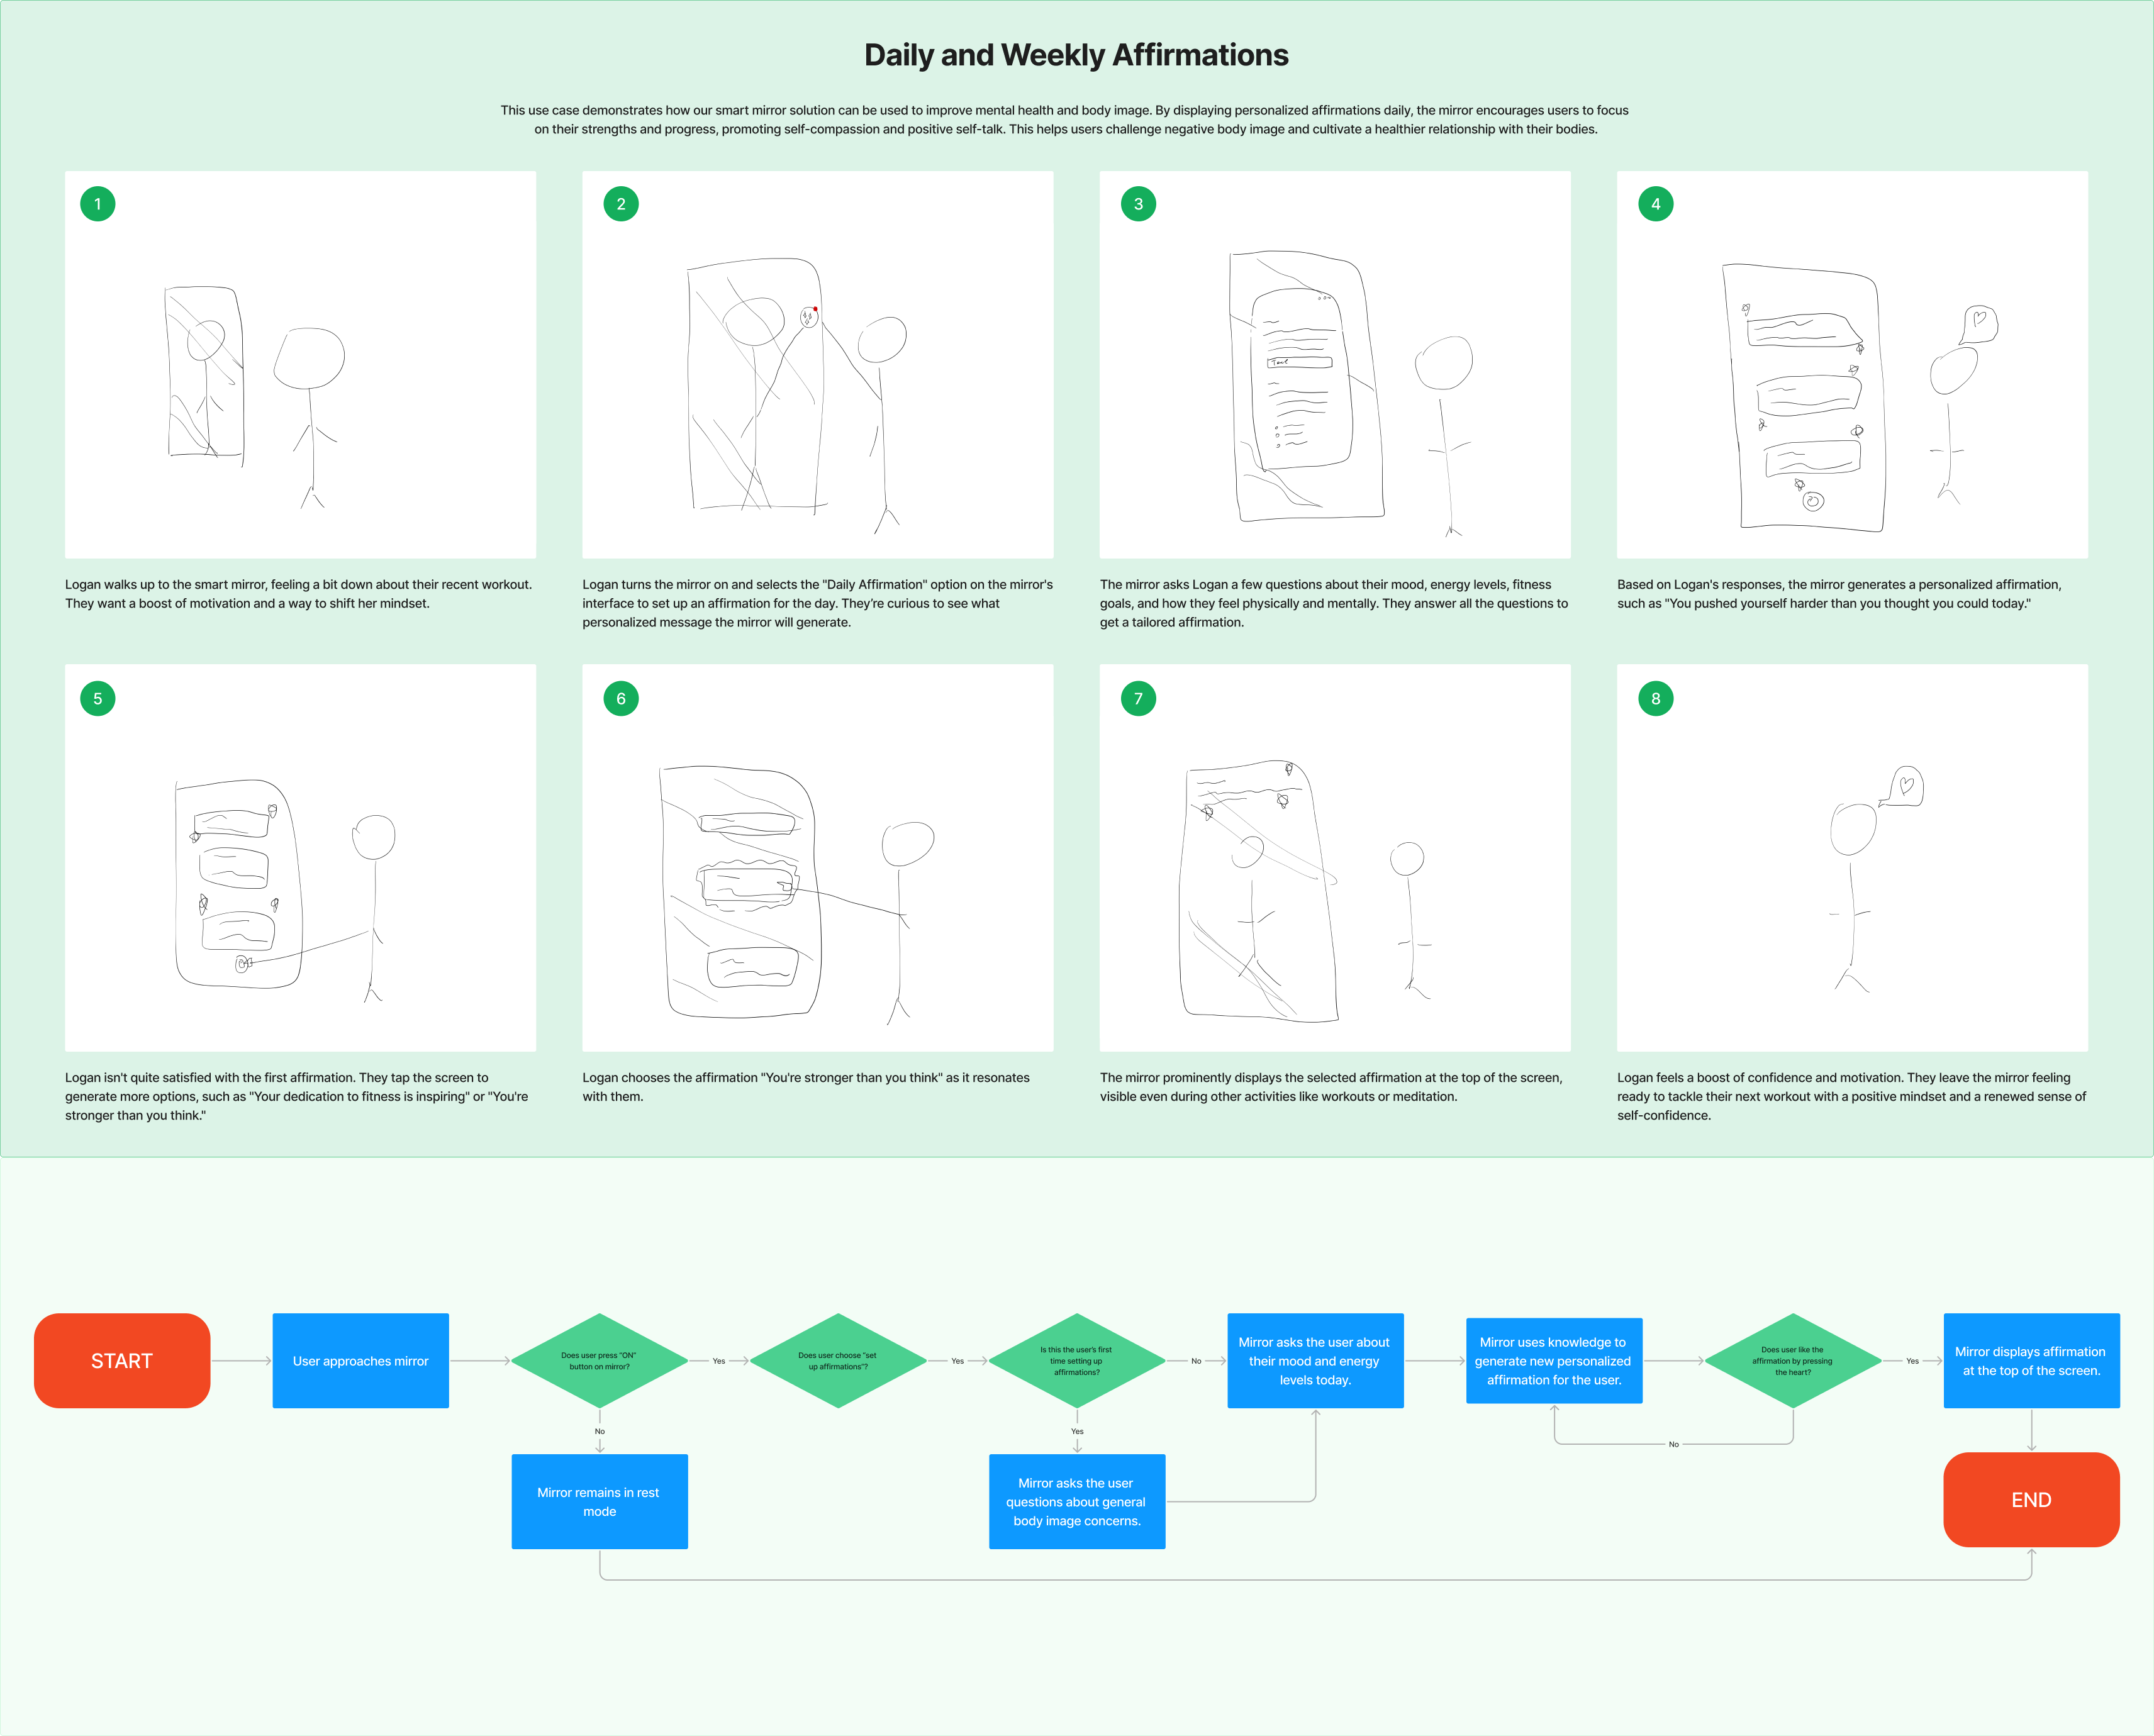 Daily and Weekly Affirmations
This use case demonstrates how our smart mirror solution can be used to improve mental health and body image. By displaying personalized affirmations daily, the mirror encourages users to focus
on their strengths and progress, promoting self-compassion and positive self-talk. This helps users challenge negative body image and cultivate a healthier relationship with their bodies.
1
Logan walks up to the smart mirror, feeling a bit down about their recent workout.
They want a boost of motivation and a way to shift her mindset.
2
Logan turns the mirror on and selects the "Daily Affirmation" option on the mirror's
interface to set up an affirmation for the day. They're curious to see what
personalized message the mirror will generate.
3
The mirror asks Logan a few questions about their mood, energy levels, fitness
goals, and how they feel physically and mentally. They answer all the questions to
get a tailored affirmation.
4
Based on Logan's responses, the mirror generates a personalized affirmation,
such as "You pushed yourself harder than you thought you could today."
5
Logan isn't quite satisfied with the first affirmation. They tap the screen to
generate more options, such as "Your dedication to fitness is inspiring" or "You're
stronger than you think."
6
Logan chooses the affirmation "You're stronger than you think" as it resonates
with them.
7
The mirror prominently displays the selected affirmation at the top of the screen,
visible even during other activities like workouts or meditation.
8
Logan feels a boost of confidence and motivation. They leave the mirror feeling
ready to tackle their next workout with a positive mindset and a renewed sense of
self-confidence.
START
User approaches mirror
Does user press "ON"
button on mirror?
Yes
Does user choose "set
up affirmations"?
Yes
Is this the user's first
time setting up
affirmations?
No
Mirror asks the user about
their mood and energy
levels today.
Mirror uses knowledge to
generate new personalized
affirmation for the user.
Does user like the
affirmation by pressing
the heart?
Yes
Mirror displays affirmation
at the top of the screen.
No
Mirror remains in rest
mode
Yes
Mirror asks the user
questions about general
body image concerns.
No
END